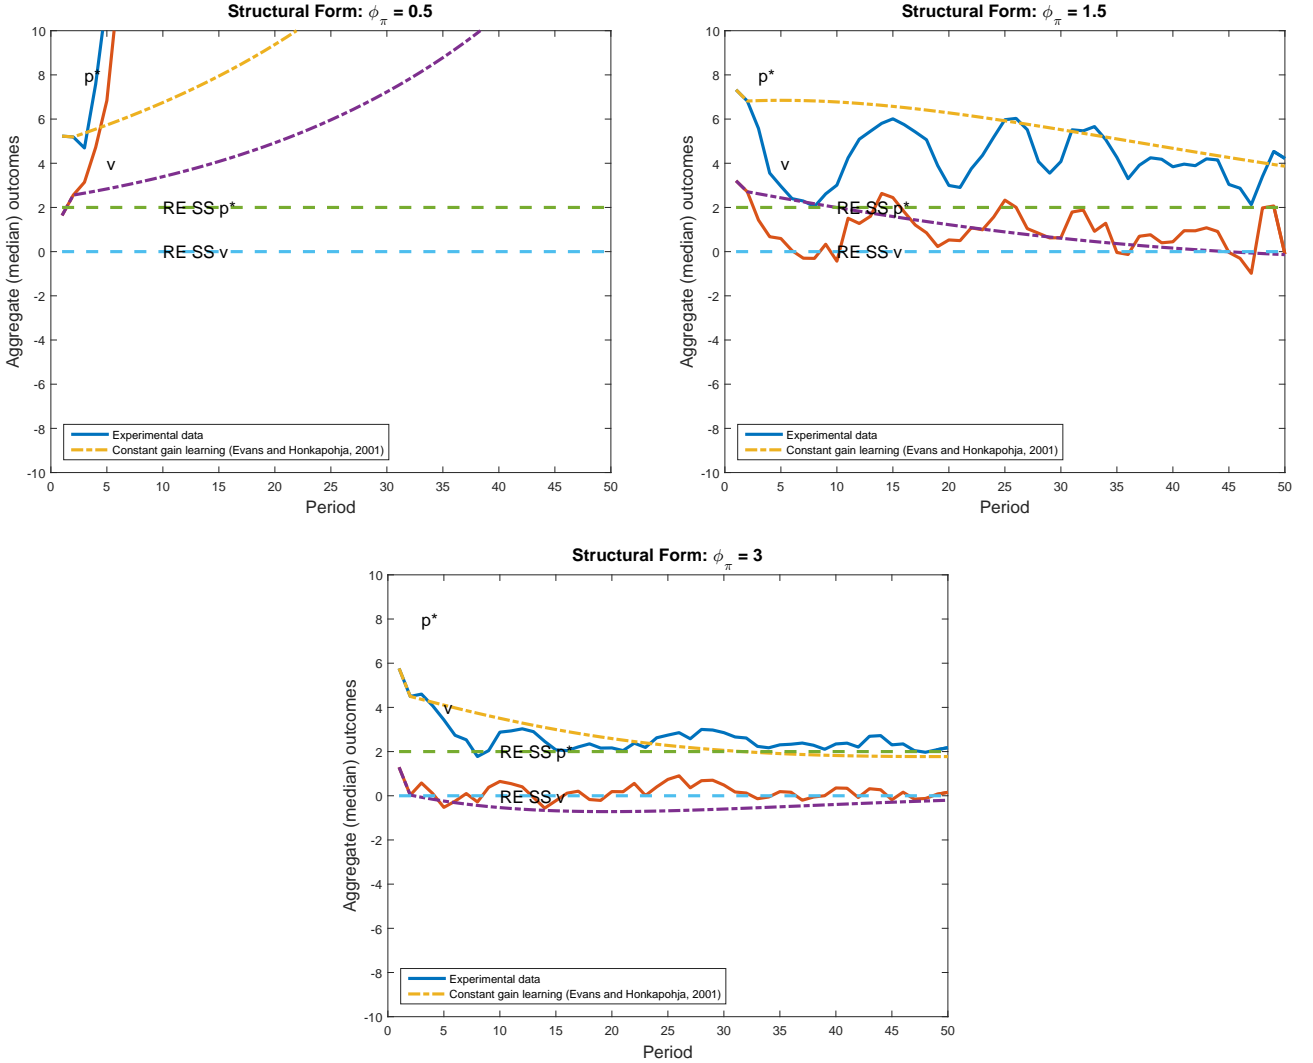 Structural Form: ϕπ = 0.5
Aggregate (median) outcomes
10
8
6
4
2
0
-2
-4
-6
-8
-10
p*
v
RE SS p*
RE SS v
Experimental data
Constant gain learning (Evans and Honkapohja, 2001)
0 5 10 15 20 25 30 35 40 45 50
Period
Structural Form: ϕπ = 1.5
Aggregate (median) outcomes
10
8
6
4
2
0
-2
-4
-6
-8
-10
p*
v
RE SS p*
RE SS v
Experimental data
Constant gain learning (Evans and Honkapohja, 2001)
0 5 10 15 20 25 30 35 40 45 50
Period
Structural Form: ϕπ = 3
Aggregate (median) outcomes
10
8
6
4
2
0
-2
-4
-6
-8
-10
p*
v
RE SS p*
RE SS v
Experimental data
Constant gain learning (Evans and Honkapohja, 2001)
0 5 10 15 20 25 30 35 40 45 50
Period